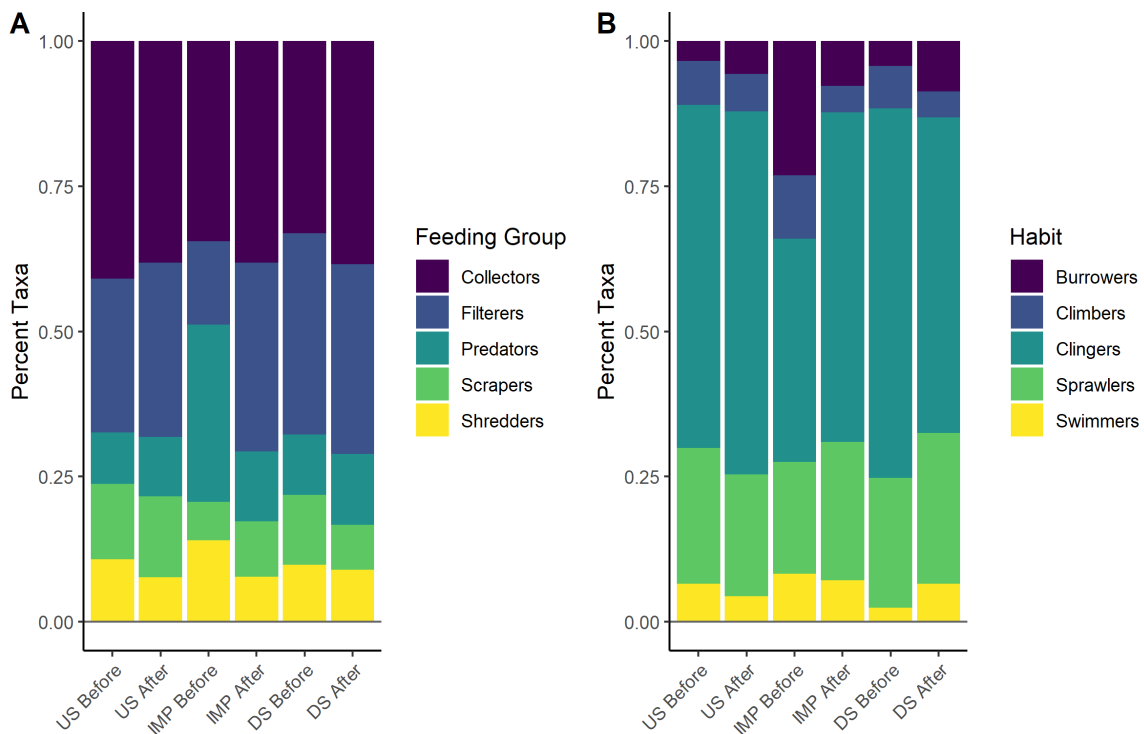 A
Percent Taxa
1.00
0.75
0.50
0.25
0.00
US Before
US After
IMP Before
IMP After
DS Before
DS After
Feeding Group
Collectors
Filterers
Predators
Scrapers
Shredders
B
Percent Taxa
1.00
0.75
0.50
0.25
0.00
US Before
US After
IMP Before
IMP After
DS Before
DS After
Habit
Burrowers
Climbers
Clingers
Sprawlers
Swimmers